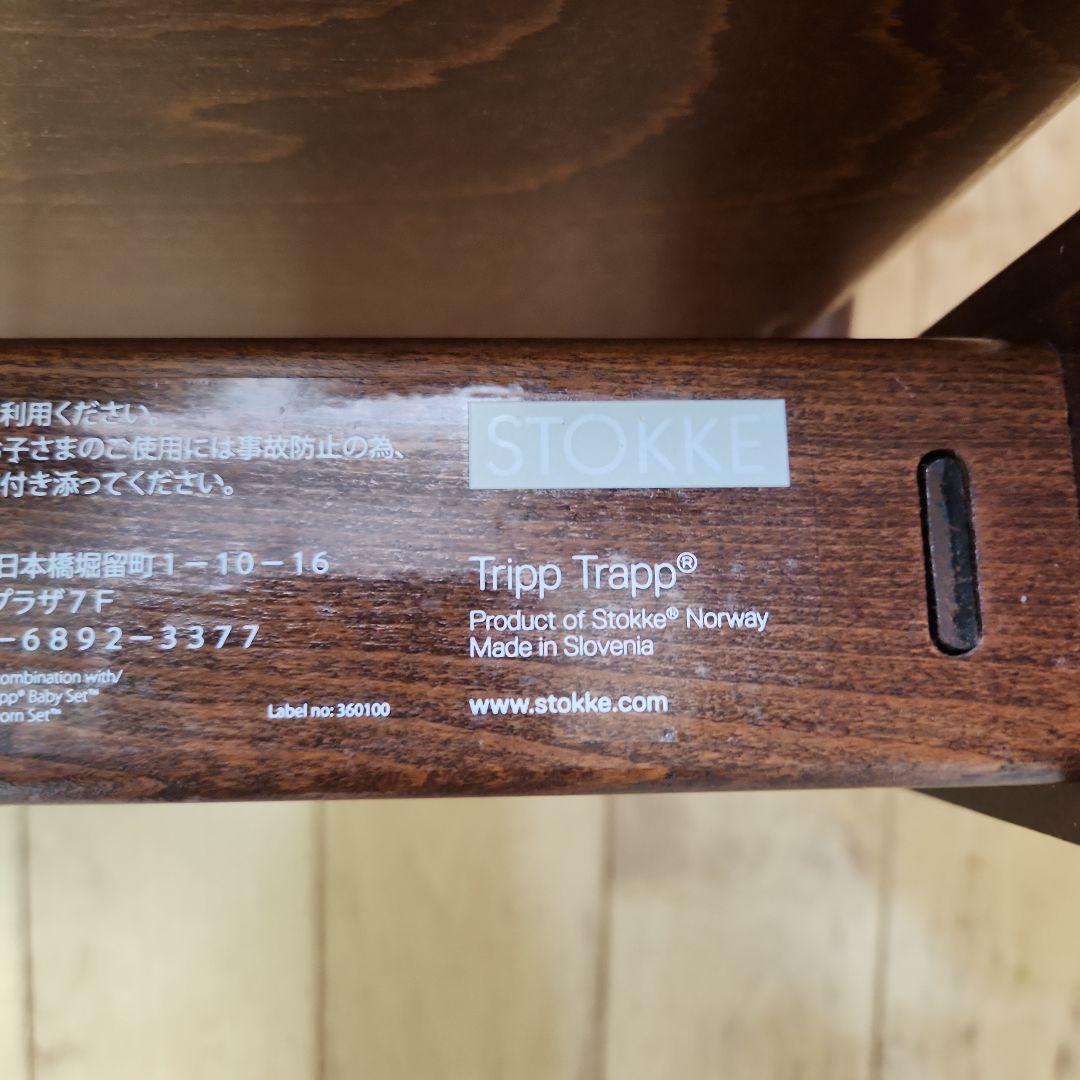 利用ください。
お子さまのご使用には事故防止の為、
付き添ってください。
日本橋堀留町1-10-16
プラザ7F
-6892-3377
ombination with/
pp® Baby Set™
orn Set™
Label no: 360100
STOKKE
Tripp Trapp®
Product of Stokke® Norway
Made in Slovenia
www.stokke.com